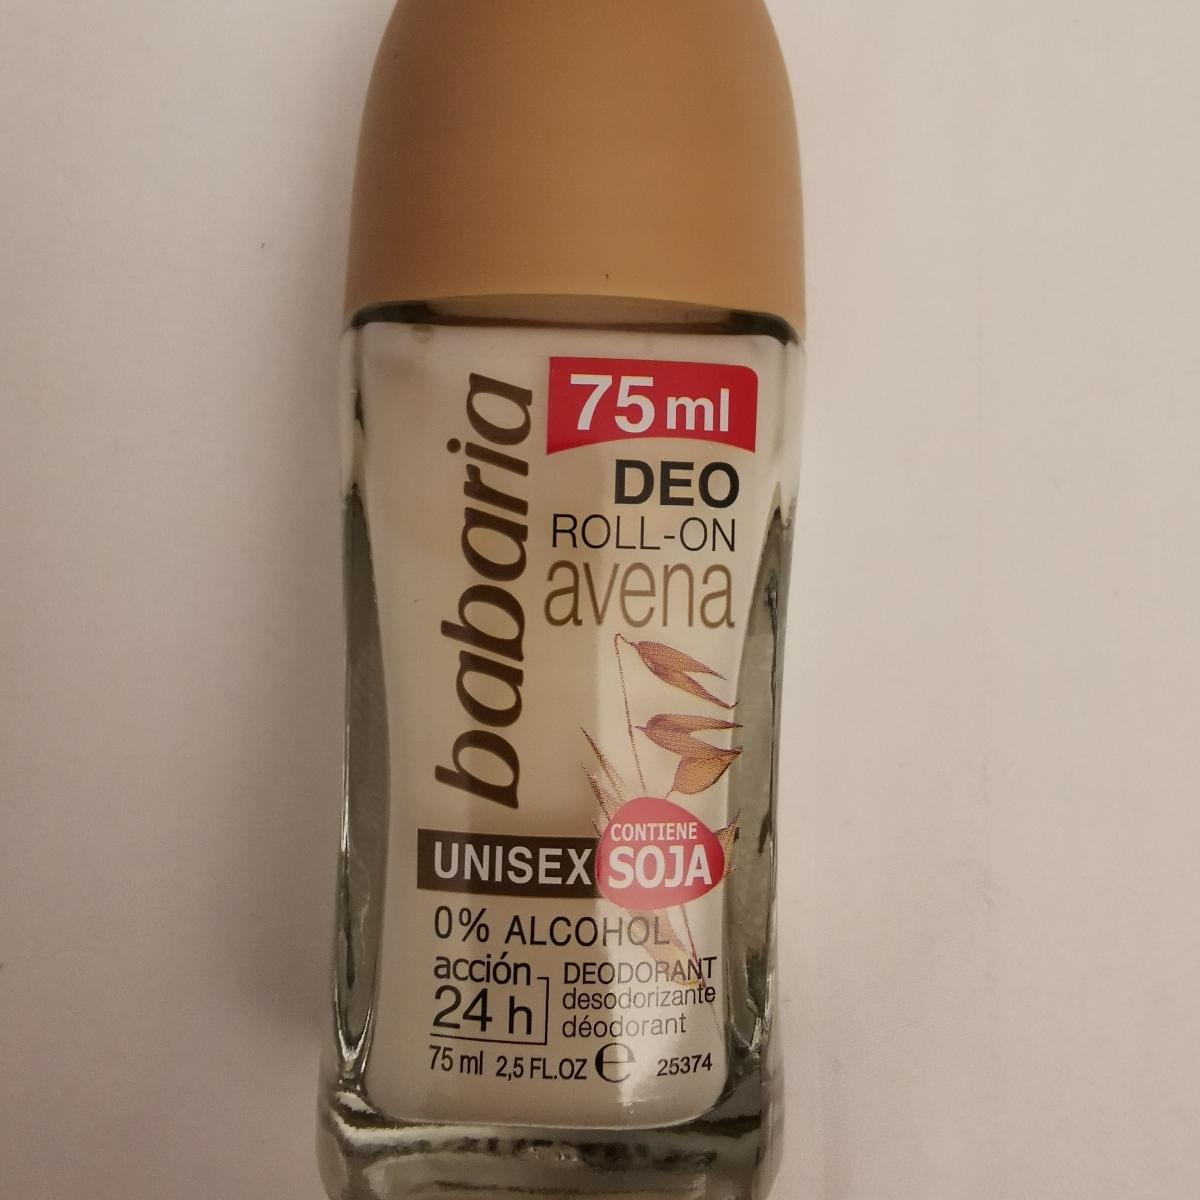 babaria
75 ml
DEO
ROLL-ON
avena
UNISEX
CONTIENE
SOJA
0% ALCOHOL
acción
24 h
DEODORANT
desodorizante
déodorant
75 ml 2,5 FL.OZ e 25374